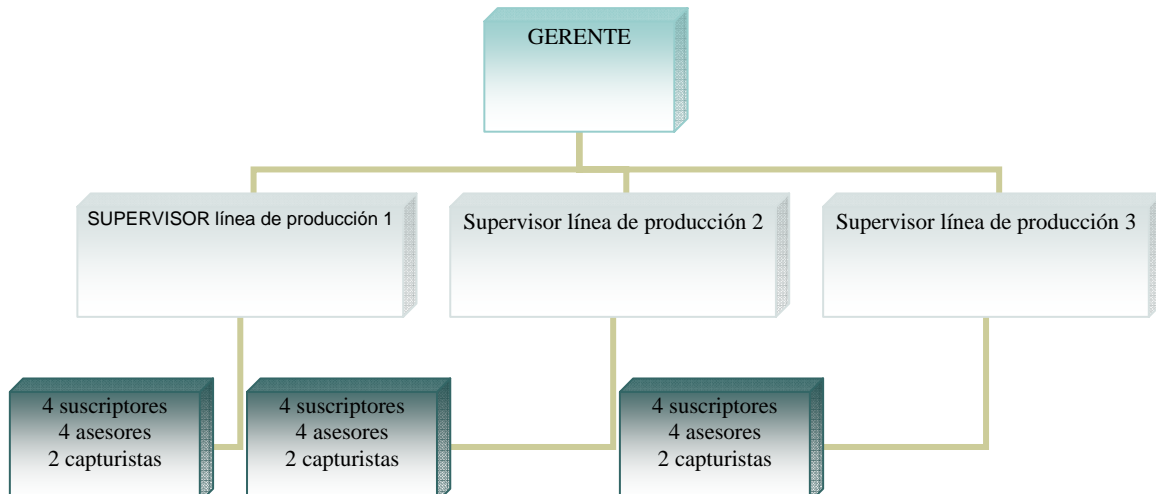 GERENTE
SUPERVISOR línea de producción 1
Supervisor línea de producción 2
Supervisor línea de producción 3
4 suscriptores
4 asesores
2 capturistas
4 suscriptores
4 asesores
2 capturistas
4 suscriptores
4 asesores
2 capturistas